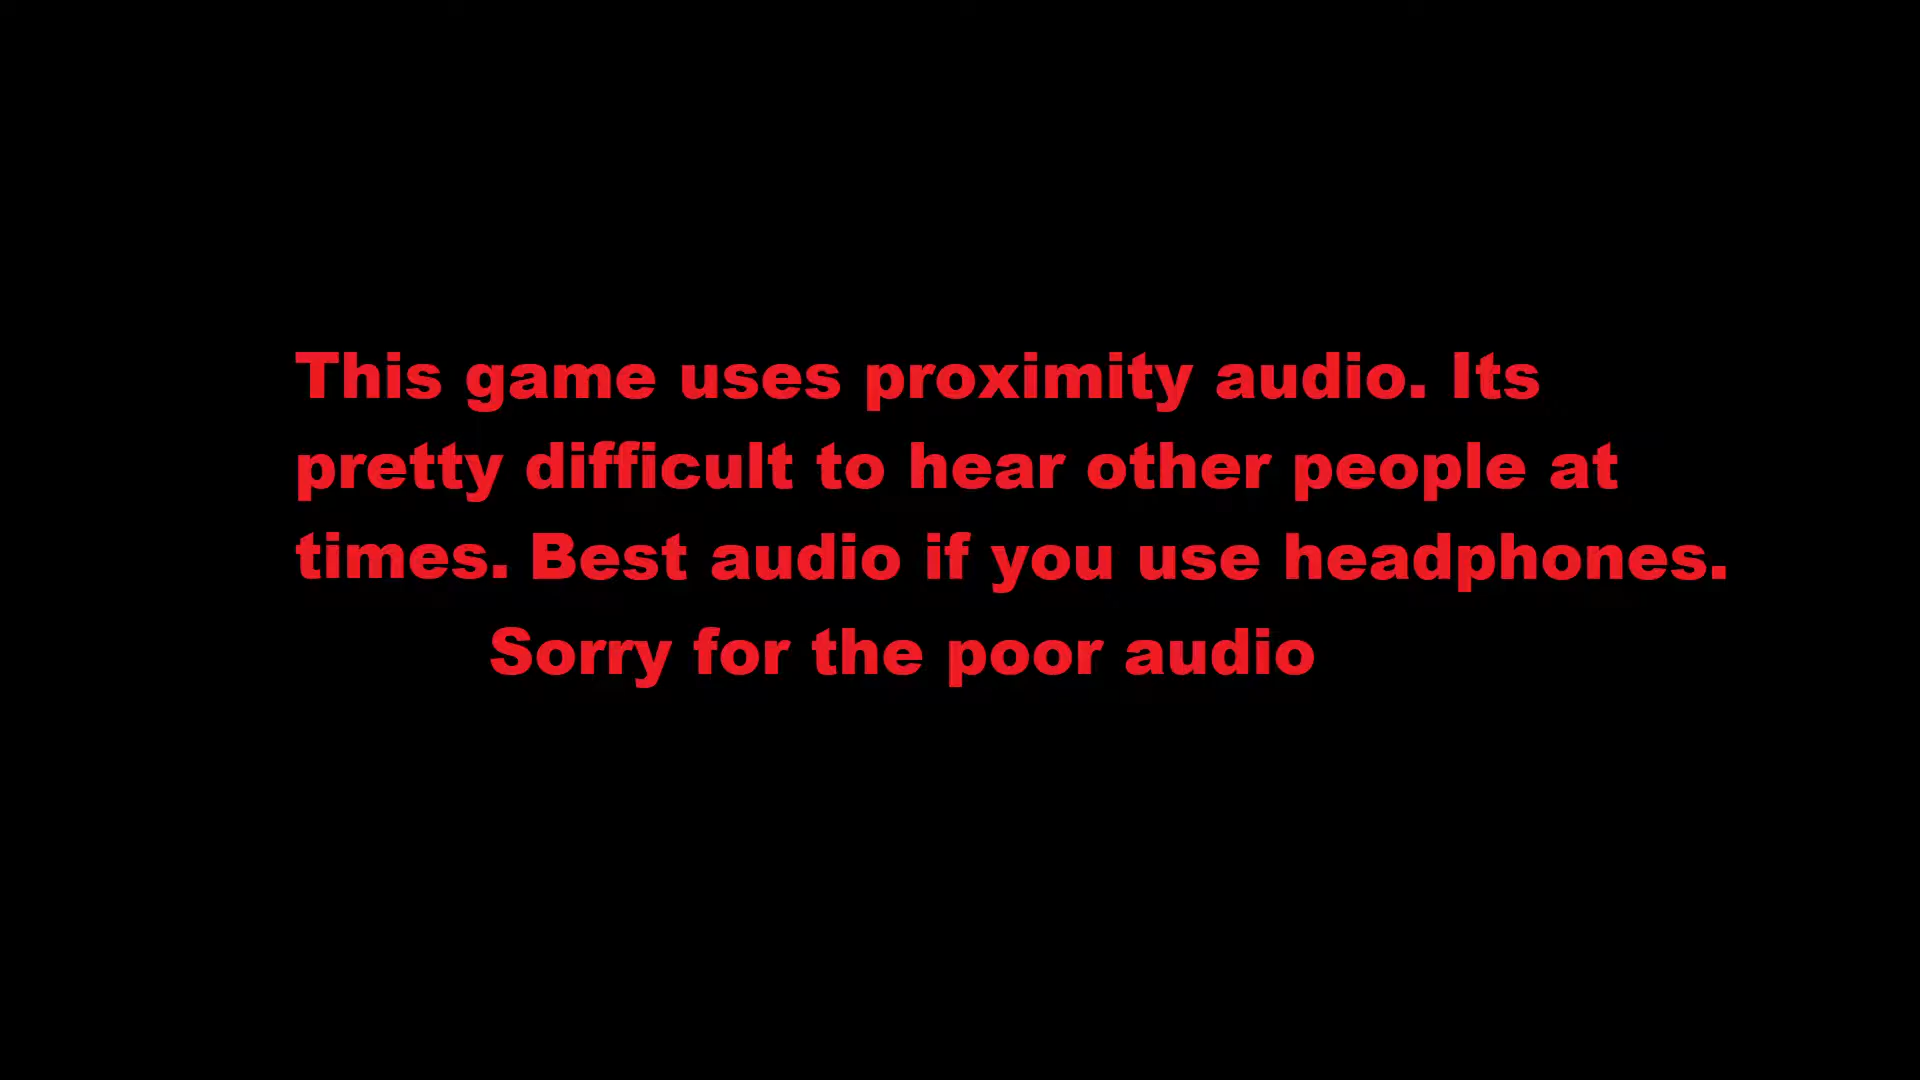 This game uses proximity audio. Its
pretty difficult to hear other people at
times. Best audio if you use headphones.
Sorry for the poor audio